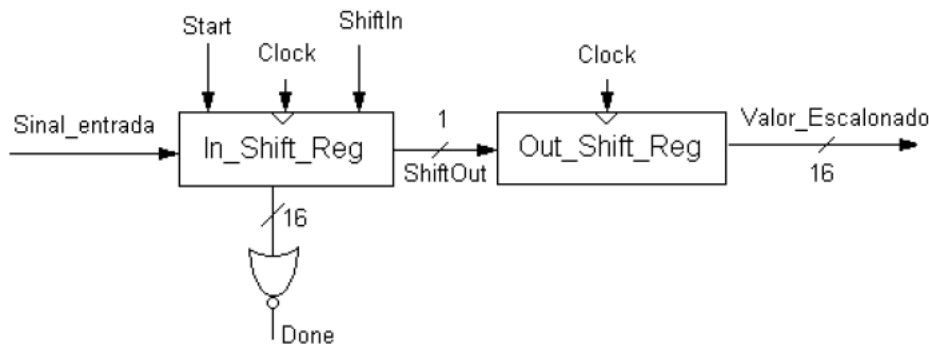 Start
ShiftIn
Clock
Clock
Sinal_entrada
In_Shift_Reg
1
ShiftOut
Out_Shift_Reg
Valor_Escalonado
16
16
Done